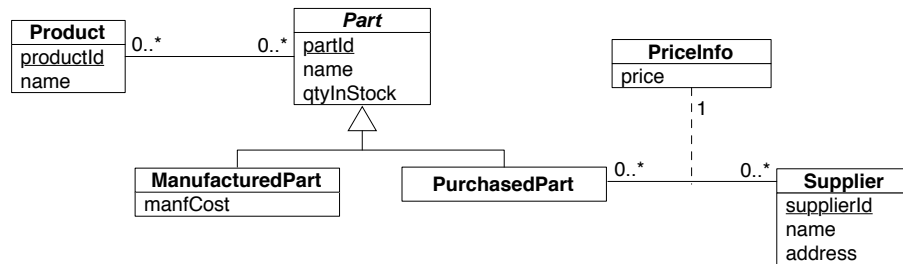 Product
productId
name
0..*
0..*
Part
partId
name
qtyInStock
PriceInfo
price
1
ManufacturedPart
manfCost
PurchasedPart
0..*
0..*
Supplier
supplierId
name
address